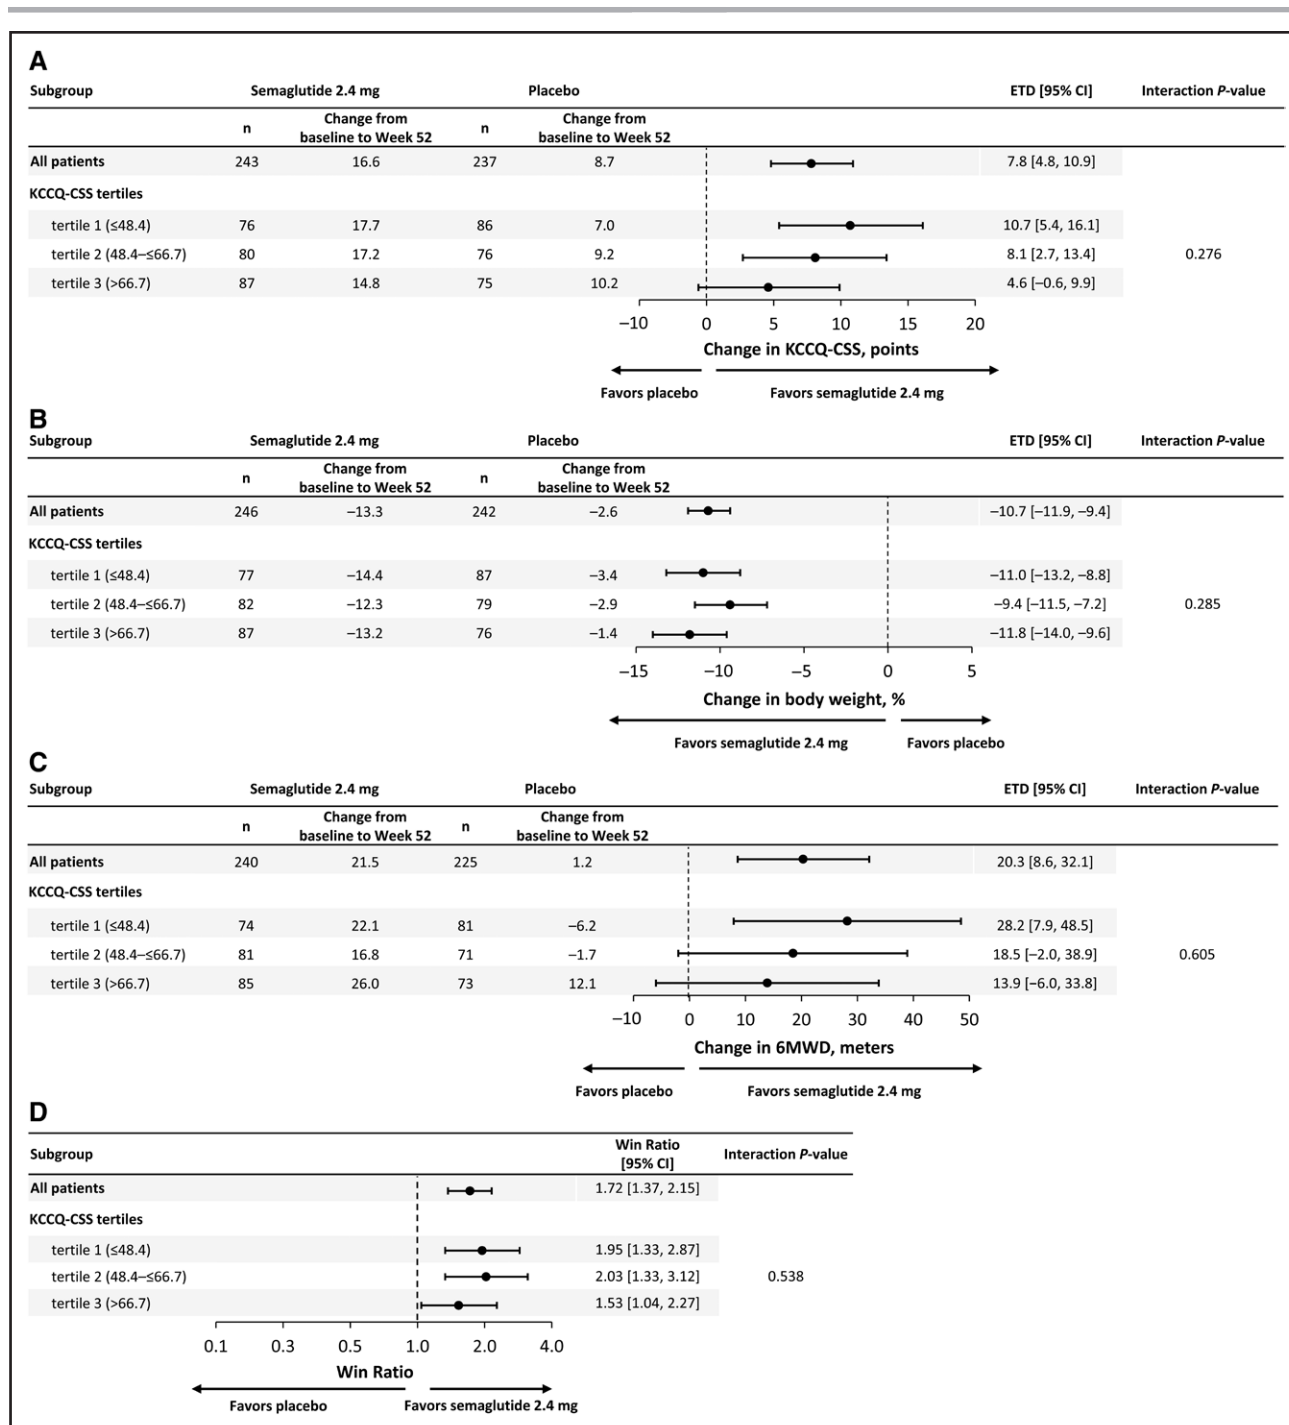 A
Subgroup Semaglutide 2.4 mg Placebo ETD [95% CI] Interaction P-value
n Change from baseline to Week 52 n Change from baseline to Week 52
All patients 243 16.6 237 8.7 7.8 [4.8, 10.9]
KCCQ-CSS tertiles
tertile 1 (≤48.4) 76 17.7 86 7.0 10.7 [5.4, 16.1]
tertile 2 (48.4–≤66.7) 80 17.2 76 9.2 8.1 [2.7, 13.4] 0.276
tertile 3 (>66.7) 87 14.8 75 10.2 4.6 [–0.6, 9.9]
–10 0 5 10 15 20
Change in KCCQ-CSS, points
Favors placebo Favors semaglutide 2.4 mg
B
Subgroup Semaglutide 2.4 mg Placebo ETD [95% CI] Interaction P-value
n Change from baseline to Week 52 n Change from baseline to Week 52
All patients 246 –13.3 242 –2.6 –10.7 [–11.9, –9.4]
KCCQ-CSS tertiles
tertile 1 (≤48.4) 77 –14.4 87 –3.4 –11.0 [–13.2, –8.8]
tertile 2 (48.4–≤66.7) 82 –12.3 79 –2.9 –9.4 [–11.5, –7.2] 0.285
tertile 3 (>66.7) 87 –13.2 76 –1.4 –11.8 [–14.0, –9.6]
–15 –10 –5 0 5
Change in body weight, %
Favors semaglutide 2.4 mg Favors placebo
C
Subgroup Semaglutide 2.4 mg Placebo ETD [95% CI] Interaction P-value
n Change from baseline to Week 52 n Change from baseline to Week 52
All patients 240 21.5 225 1.2 20.3 [8.6, 32.1]
KCCQ-CSS tertiles
tertile 1 (≤48.4) 74 22.1 81 –6.2 28.2 [7.9, 48.5]
tertile 2 (48.4–≤66.7) 81 16.8 71 –1.7 18.5 [–2.0, 38.9] 0.605
tertile 3 (>66.7) 85 26.0 73 12.1 13.9 [–6.0, 33.8]
–10 0 10 20 30 40 50
Change in 6MWD, meters
Favors placebo Favors semaglutide 2.4 mg
D
Subgroup Win Ratio [95% CI] Interaction P-value
All patients 1.72 [1.37, 2.15]
KCCQ-CSS tertiles
tertile 1 (≤48.4) 1.95 [1.33, 2.87]
tertile 2 (48.4–≤66.7) 2.03 [1.33, 3.12] 0.538
tertile 3 (>66.7) 1.53 [1.04, 2.27]
0.1 0.3 0.5 1.0 2.0 4.0
Win Ratio
Favors placebo Favors semaglutide 2.4 mg